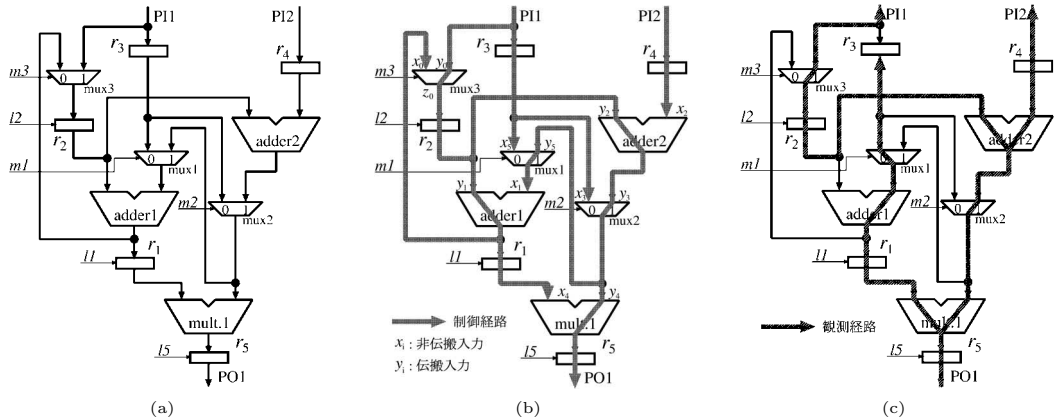 PI1
PI2
r3
r4
m3
0 1
mux3
l2
r2
adder2
m1
0 1
mux1
adder1
m2
0 1
mux2
l1
r1
mult.1
l5
r5
PO1
(a)
PI1
PI2
r3
r4
x0
y0
m3
z0
mux3
l2
r2
y2
x2
adder2
m1
x5
y5
mux1
y1
x1
adder1
m2
y3
mux2
l1
r1
x4
y4
mult.1
制御経路
xi : 非伝搬入力
yi : 伝搬入力
l5
r5
PO1
(b)
PI1
PI2
r3
r4
m3
0 1
mux3
l2
r2
adder2
m1
0 1
mux1
adder1
m2
0 1
mux2
l1
r1
mult.1
観測経路
l5
r5
PO1
(c)